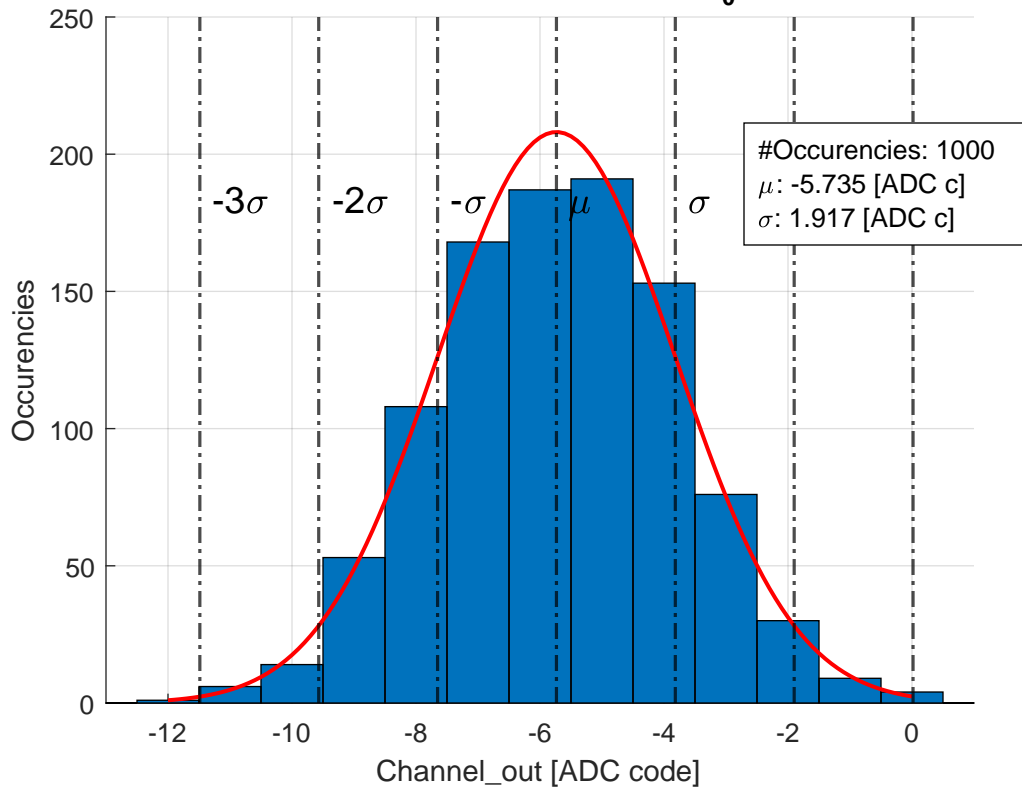 250
200
150
100
50
0
Occurencies
-3σ
-2σ
-σ
μ
σ
#Occurencies: 1000
μ: -5.735 [ADC c]
σ: 1.917 [ADC c]
-12
-10
-8
-6
-4
-2
0
Channel_out [ADC code]